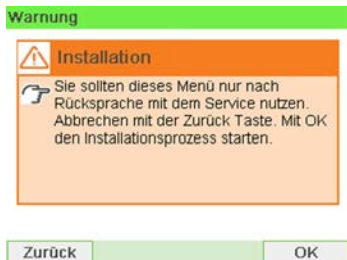 Warnung
Installation
Sie sollten dieses Menü nur nach
Rücksprache mit dem Service nutzen.
Abbrechen mit der Zurück Taste. Mit OK
den Installationsprozess starten.
Zurück
OK